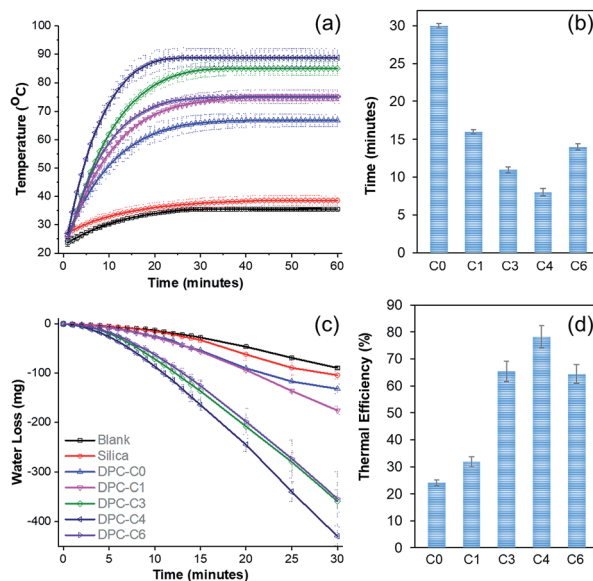 (a)
Temperature (°C)
100
90
80
70
60
50
40
30
20
0 10 20 30 40 50 60
Time (minutes)
(b)
Time (minutes)
30
25
20
15
10
5
0
C0 C1 C3 C4 C6
(c)
Water Loss (mg)
0
-100
-200
-300
-400
Blank
Silica
DPC-C0
DPC-C1
DPC-C3
DPC-C4
DPC-C6
0 5 10 15 20 25 30
Time (minutes)
(d)
Thermal Efficiency (%)
90
80
70
60
50
40
30
20
10
0
C0 C1 C3 C4 C6